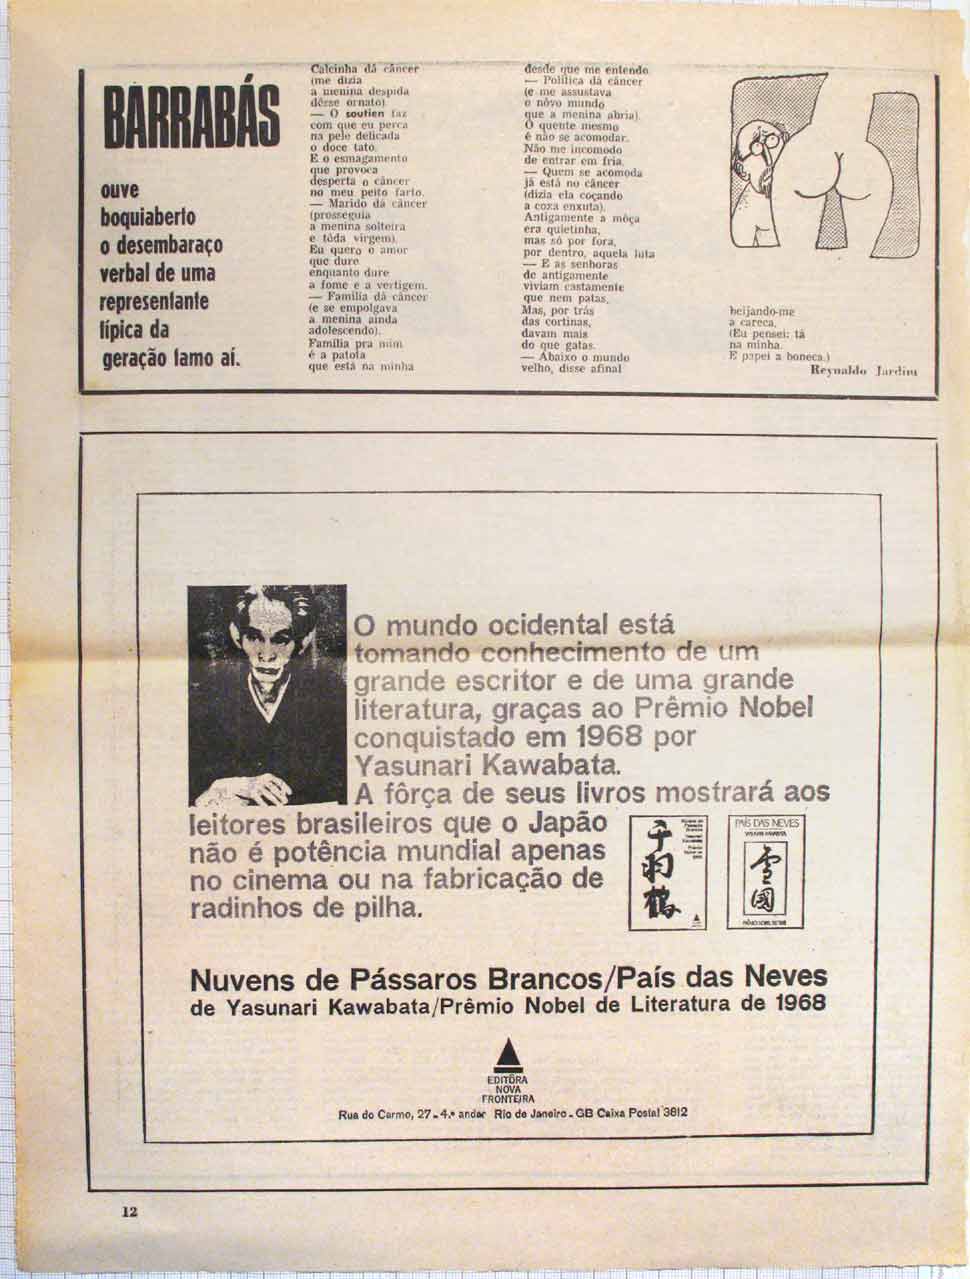 BARRABÁS
ouve
boquiaberto
o desembaraço
verbal de uma
representante
típica da
geração tamo aí.
Calcinha dá câncer
(me dizia
a menina despida
dêsse ornato).
— O soutien faz
com que eu perca
na pele delicada
o doce tato.
E o esmagamento
que provoca
desperta o câncer
no meu peito farto.
— Marido dá câncer
(prosseguia
a menina solteira
e tôda virgem).
Eu quero o amor
que dure
enquanto dure
a fome e a vertigem.
— Família dá câncer
(e se empolgava
a menina ainda
adolescendo).
Família pra mim
é a patota
que está na minha
desde que me entendo
— Política dá câncer
(e me assustava
o nôvo mundo
que a menina abria).
O quente mesmo
é não se acomodar.
Não me incomodo
de entrar em fria.
— Quem se acomoda
já está no câncer
(dizia ela coçando
a coxa enxuta).
Antigamente a môça
era quietinha,
mas só por fora,
por dentro, aquela luta
— E as senhoras
de antigamente
viviam castamente
que nem patas.
Mas, por trás
das cortinas,
davam mais
do que gatas.
— Abaixo o mundo
velho, disse afinal
beijando-me
a careca.
(Eu pensei: tá
na minha.
E papei a boneca.)
Reynaldo Jardim
O mundo ocidental está
tomando conhecimento de um
grande escritor e de uma grande
literatura, graças ao Prêmio Nobel
conquistado em 1968 por
Yasunari Kawabata.
A fôrça de seus livros mostrará aos
leitores brasileiros que o Japão
não é potência mundial apenas
no cinema ou na fabricação de
radinhos de pilha.
千羽鶴
PAÍS DAS NEVES
YASUNARI KAWABATA
雪國
Nuvens de Pássaros Brancos/País das Neves
de Yasunari Kawabata/Prêmio Nobel de Literatura de 1968
EDITÔRA
NOVA
FRONTEIRA
Rua do Carmo, 27 - 4.º andar Rio de Janeiro - GB Caixa Postal 3812
12